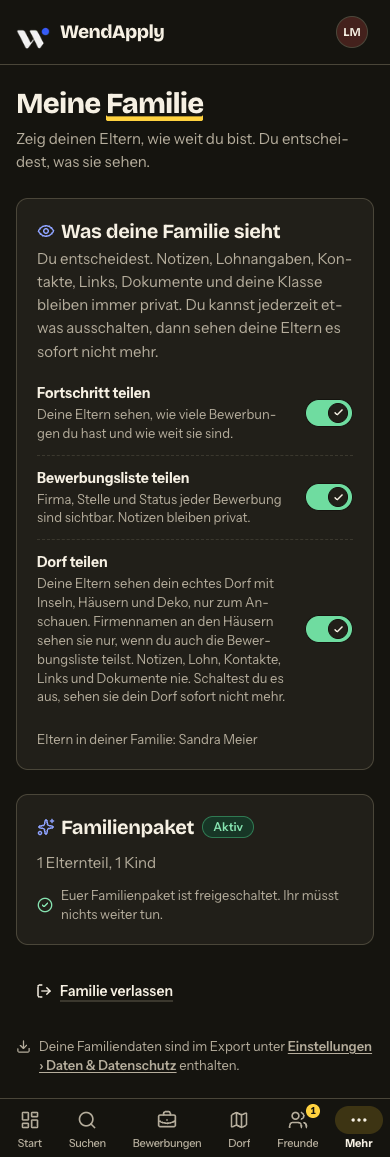 WendApply
LM
Meine Familie
Zeig deinen Eltern, wie weit du bist. Du entschei-
dest, was sie sehen.
Was deine Familie sieht
Du entscheidest. Notizen, Lohnangaben, Kon-
takte, Links, Dokumente und deine Klasse
bleiben immer privat. Du kannst jederzeit et-
was ausschalten, dann sehen deine Eltern es
sofort nicht mehr.
Fortschritt teilen
Deine Eltern sehen, wie viele Bewerbun-
gen du hast und wie weit sie sind.
Bewerbungsliste teilen
Firma, Stelle und Status jeder Bewerbung
sind sichtbar. Notizen bleiben privat.
Dorf teilen
Deine Eltern sehen dein echtes Dorf mit
Inseln, Häusern und Deko, nur zum An-
schauen. Firmennamen an den Häusern
sehen sie nur, wenn du auch die Bewer-
bungsliste teilst. Notizen, Lohn, Kontakte,
Links und Dokumente nie. Schaltest du es
aus, sehen sie dein Dorf sofort nicht mehr.
Eltern in deiner Familie: Sandra Meier
Familienpaket Aktiv
1 Elternteil, 1 Kind
Euer Familienpaket ist freigeschaltet. Ihr müsst
nichts weiter tun.
Familie verlassen
Deine Familiendaten sind im Export unter Einstellungen
› Daten & Datenschutz enthalten.
1
Start Suchen Bewerbungen Dorf Freunde Mehr